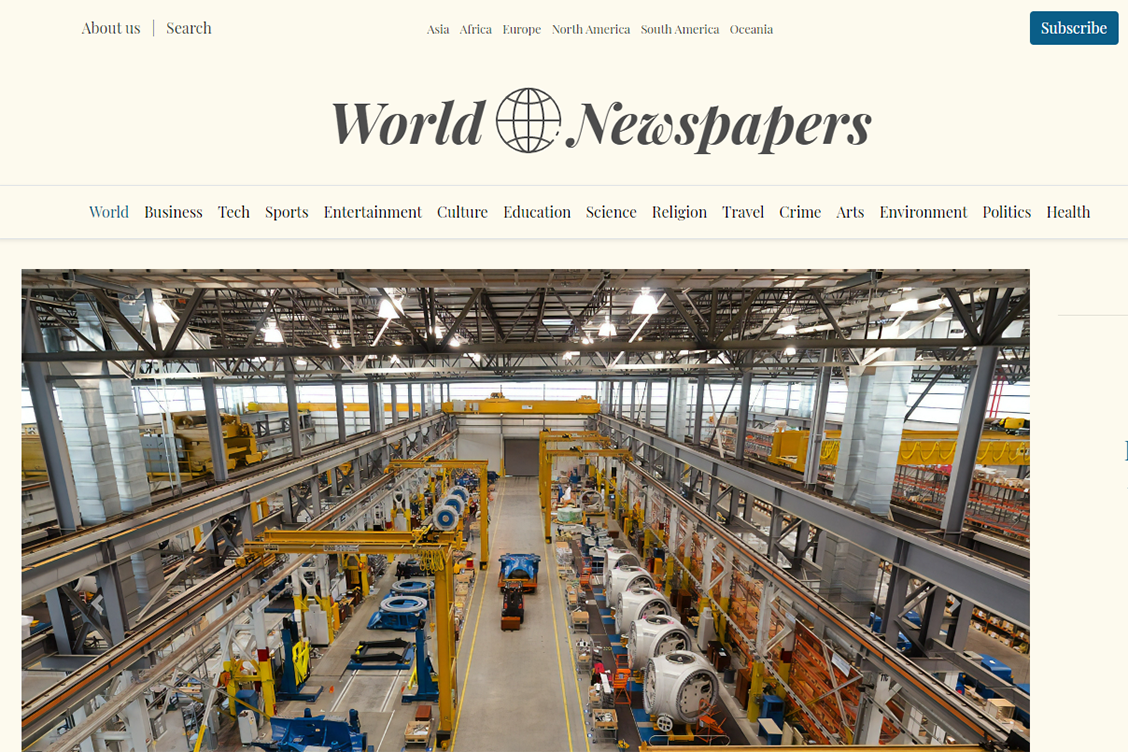 About us | Search
Asia Africa Europe North America South America Oceania
Subscribe
World Newspapers
World Business Tech Sports Entertainment Culture Education Science Religion Travel Crime Arts Environment Politics Health